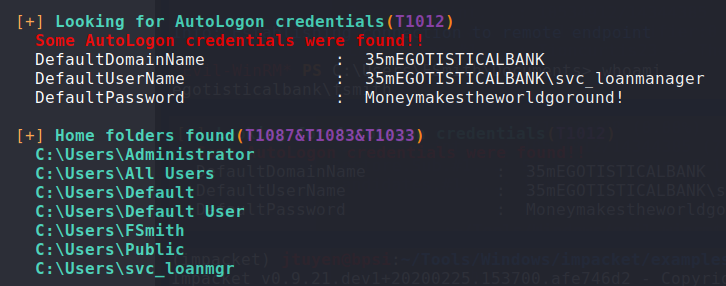 [+] Looking for AutoLogon credentials(T1012)
Some AutoLogon credentials were found!!
DefaultDomainName : 35mEGOTISTICALBANK
DefaultUserName : 35mEGOTISTICALBANK\svc_loanmanager
DefaultPassword : Moneymakestheworldgoround!
[+] Home folders found(T1087&T1083&T1033)
C:\Users\Administrator
C:\Users\All Users
C:\Users\Default
C:\Users\Default User
C:\Users\FSmith
C:\Users\Public
C:\Users\svc_loanmgr